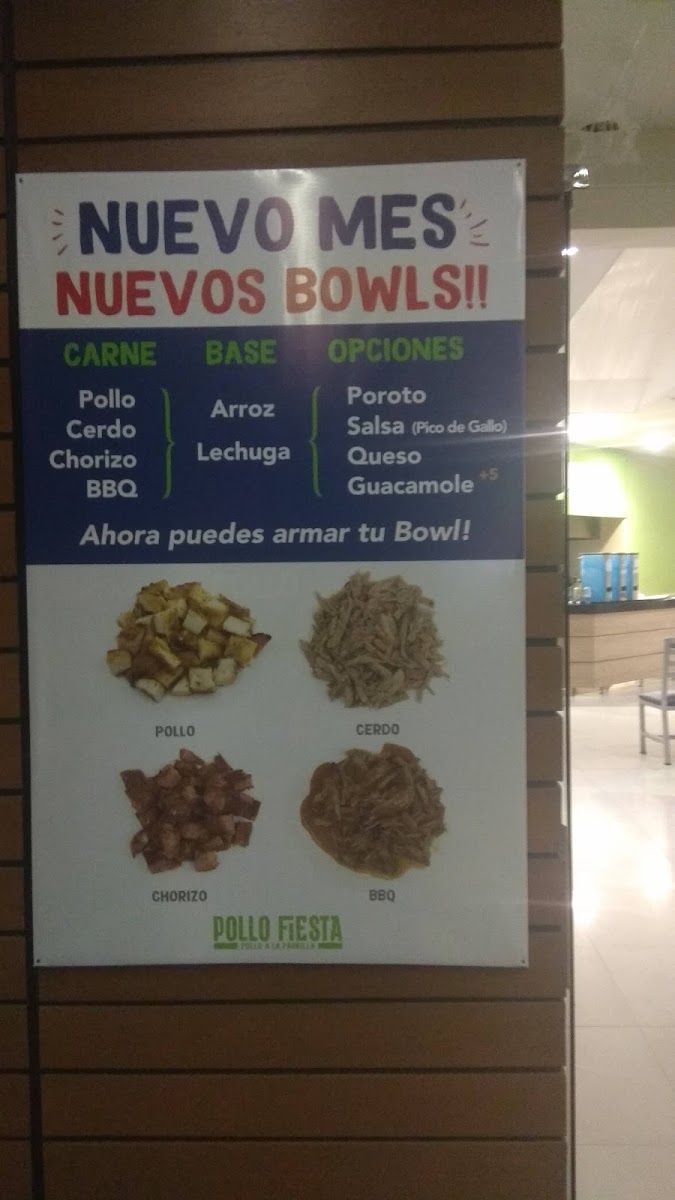 NUEVO MES
NUEVOS BOWLS!!
CARNE BASE OPCIONES
Pollo
Cerdo
Chorizo
BBQ
Arroz
Lechuga
Poroto
Salsa (Pico de Gallo)
Queso
Guacamole +5
Ahora puedes armar tu Bowl!
POLLO CERDO
CHORIZO BBQ
POLLO FiESTA
POLLO A LA PARRILLA